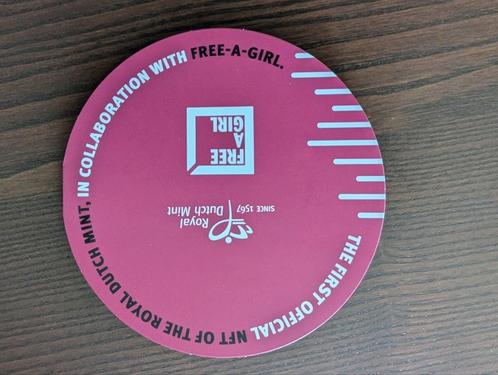 THE FIRST OFFICIAL NFT OF THE ROYAL DUTCH MINT, IN COLLABORATION WITH FREE-A-GIRL.
Royal
Dutch Mint
SINCE 1567
FREE
A
GIRL